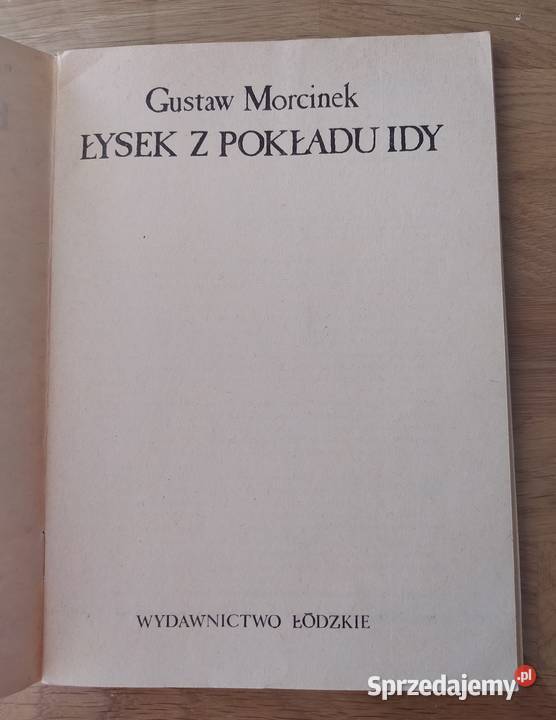 Gustaw Morcinek
ŁYSEK Z POKŁADU IDY
WYDAWNICTWO ŁÓDZKIE
Sprzedajemy.pl